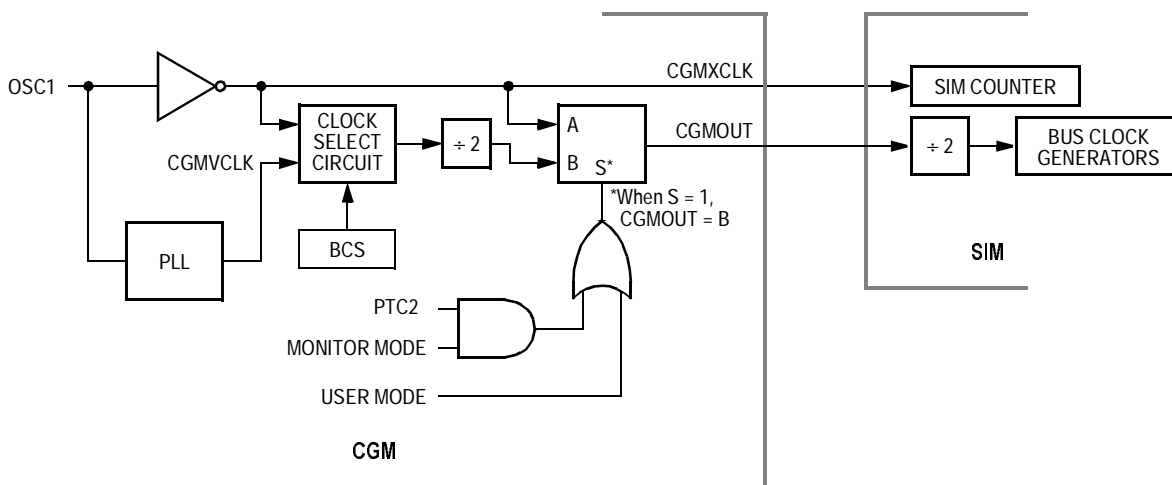 OSC1
CGMXCLK
SIM COUNTER
CLOCK
SELECT
CIRCUIT
÷ 2
A
B S*
CGMOUT
÷ 2
BUS CLOCK
GENERATORS
CGMVCLK
*When S = 1,
CGMOUT = B
BCS
PLL
SIM
PTC2
MONITOR MODE
USER MODE
CGM